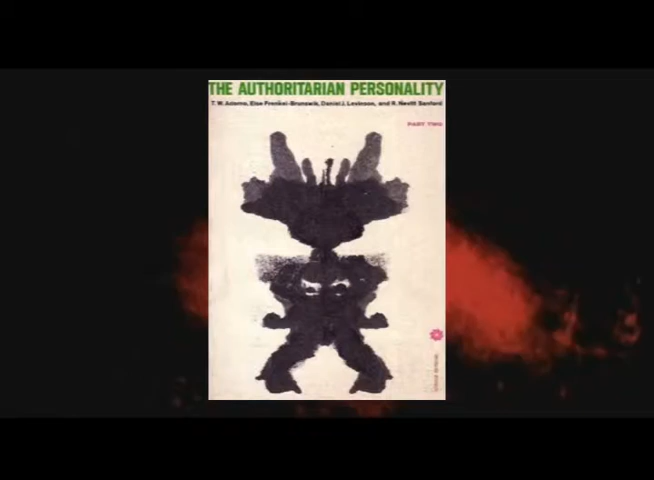 THE AUTHORITARIAN PERSONALITY
T. W. Adorno, Else Frenkel-Brunswik, Daniel J. Levinson, and R. Nevitt Sanford
PART TWO